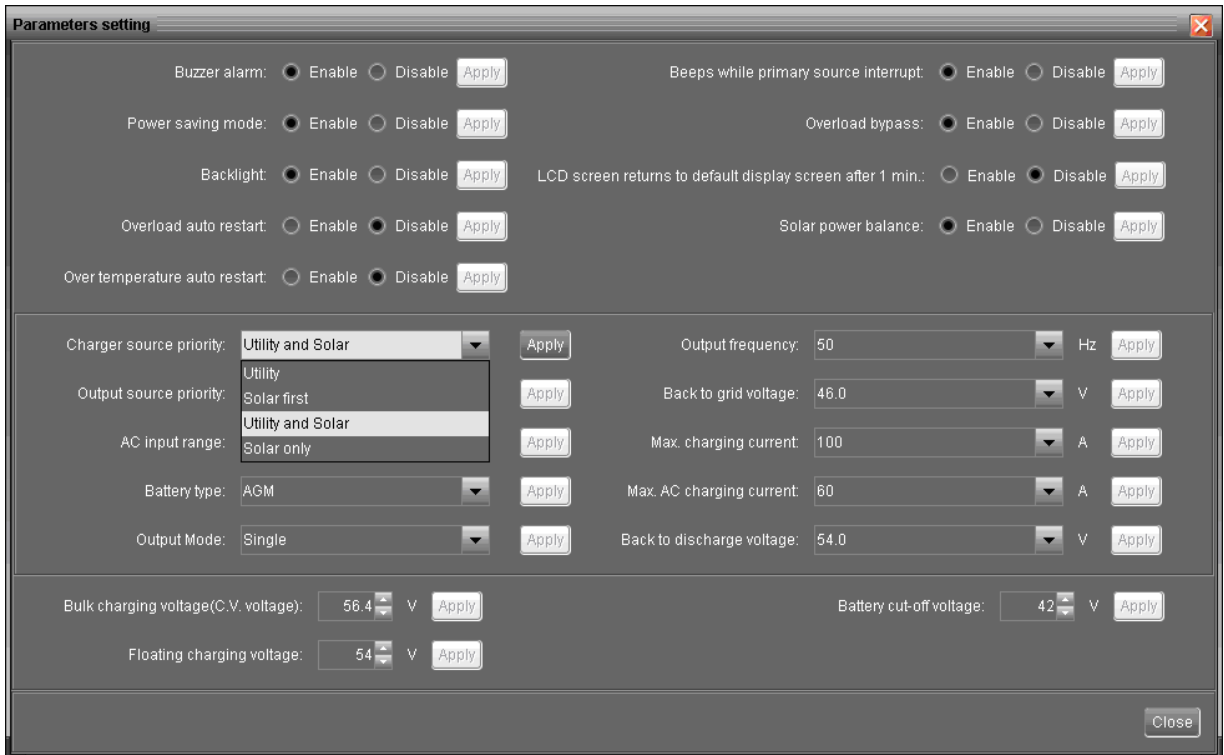 Parameters setting
Buzzer alarm: Enable Disable Apply Beeps while primary source interrupt: Enable Disable Apply
Power saving mode: Enable Disable Apply Overload bypass: Enable Disable Apply
Backlight: Enable Disable Apply LCD screen returns to default display screen after 1 min.: Enable Disable Apply
Overload auto restart: Enable Disable Apply Solar power balance: Enable Disable Apply
Over temperature auto restart: Enable Disable Apply
Charger source priority: Utility and Solar Apply Output frequency: 50 Hz Apply
Utility
Output source priority: Solar first Apply Back to grid voltage: 46.0 V Apply
Utility and Solar
AC input range: Solar only Apply Max. charging current: 100 A Apply
Battery type: AGM Apply Max. AC charging current: 60 A Apply
Output Mode: Single Apply Back to discharge voltage: 54.0 V Apply
Bulk charging voltage(C.V. voltage): 56.4 V Apply Battery cut-off voltage: 42 V Apply
Floating charging voltage: 54 V Apply
Close